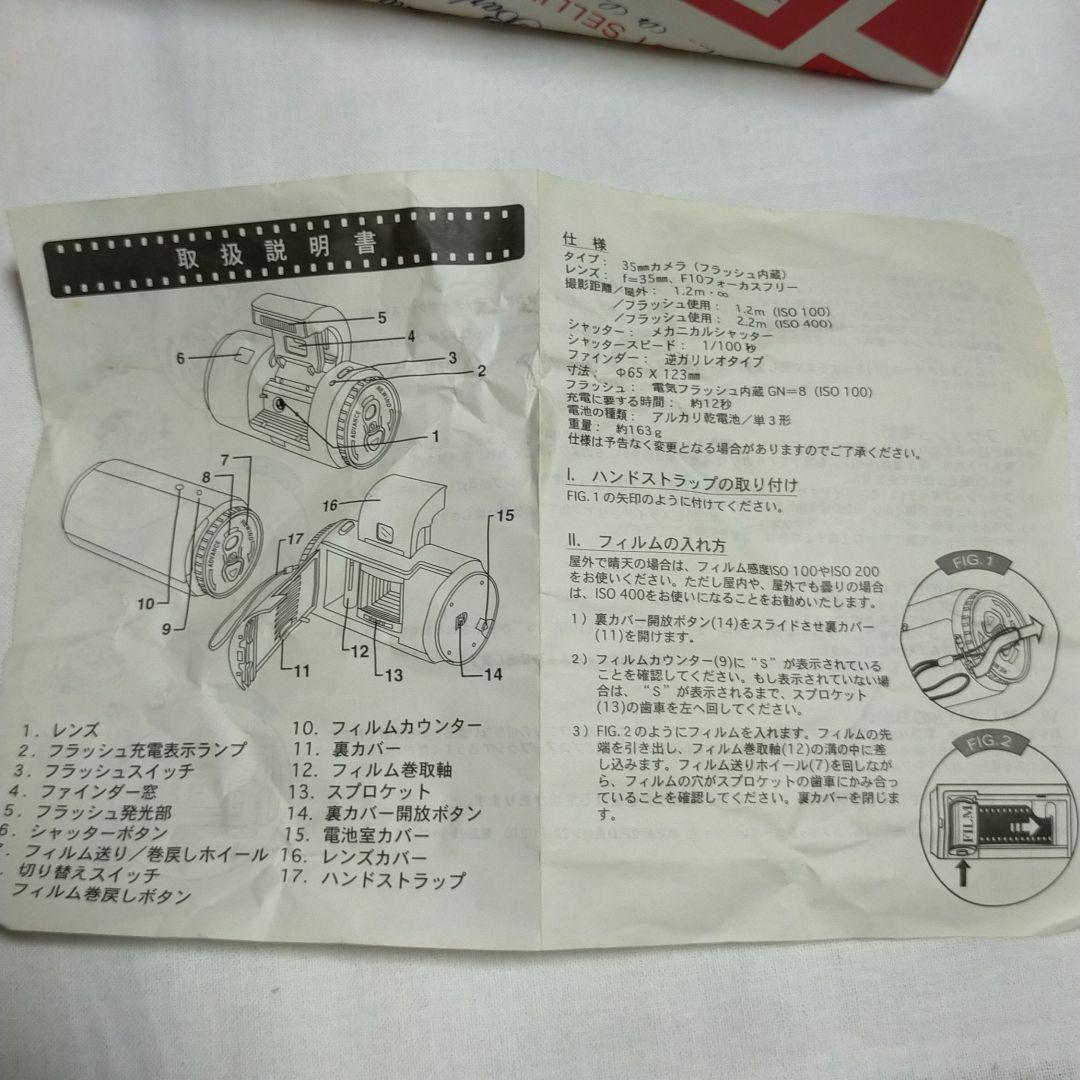 SELL
取扱説明書
5
4
6
3
2
REWIND
ADVANCE
1
7
8
REWIND
ADVANCE
16
15
17
10
9
12
11
13
14
1. レンズ
2. フラッシュ充電表示ランプ
3. フラッシュスイッチ
4. ファインダー窓
5. フラッシュ発光部
6. シャッターボタン
7. フィルム送り／巻戻しホイール
. 切り替えスイッチ
フィルム巻戻しボタン
10. フィルムカウンター
11. 裏カバー
12. フィルム巻取軸
13. スプロケット
14. 裏カバー開放ボタン
15. 電池室カバー
16. レンズカバー
17. ハンドストラップ
仕 様
タイプ： 35㎜カメラ（フラッシュ内蔵）
レンズ： f=35㎜、F10フォーカスフリー
撮影距離／屋外： 1.2m・∞
／フラッシュ使用： 1.2m（ISO 100）
／フラッシュ使用： 2.2m（ISO 400）
シャッター： メカニカルシャッター
シャッタースピード： 1/100秒
ファインダー： 逆ガリレオタイプ
寸法： Φ65 X 123㎜
フラッシュ： 電気フラッシュ内蔵 GN=8（ISO 100）
充電に要する時間： 約12秒
電池の種類： アルカリ乾電池／単3形
重量： 約163g
仕様は予告なく変更となる場合がありますのでご了承ください。
I. ハンドストラップの取り付け
FIG.1の矢印のように付けてください。
II. フィルムの入れ方
屋外で晴天の場合は、フィルム感度ISO 100やISO 200
をお使いください。ただし屋内や、屋外でも曇りの場合
は、ISO 400をお使いになることをお勧めいたします。
1）裏カバー開放ボタン(14)をスライドさせ裏カバー
(11)を開けます。
2）フィルムカウンター(9)に“S”が表示されている
ことを確認してください。もし表示されていない場
合は、“S”が表示されるまで、スプロケット
(13)の歯車を左へ回してください。
3）FIG.2のようにフィルムを入れます。フィルムの先
端を引き出し、フィルム巻取軸(12)の溝の中に差
し込みます。フィルム送りホイール(7)を回しなが
ら、フィルムの穴がスプロケットの歯車にかみ合っ
ていることを確認してください。裏カバーを閉じま
す。
FIG.1
FIG.2
FILM